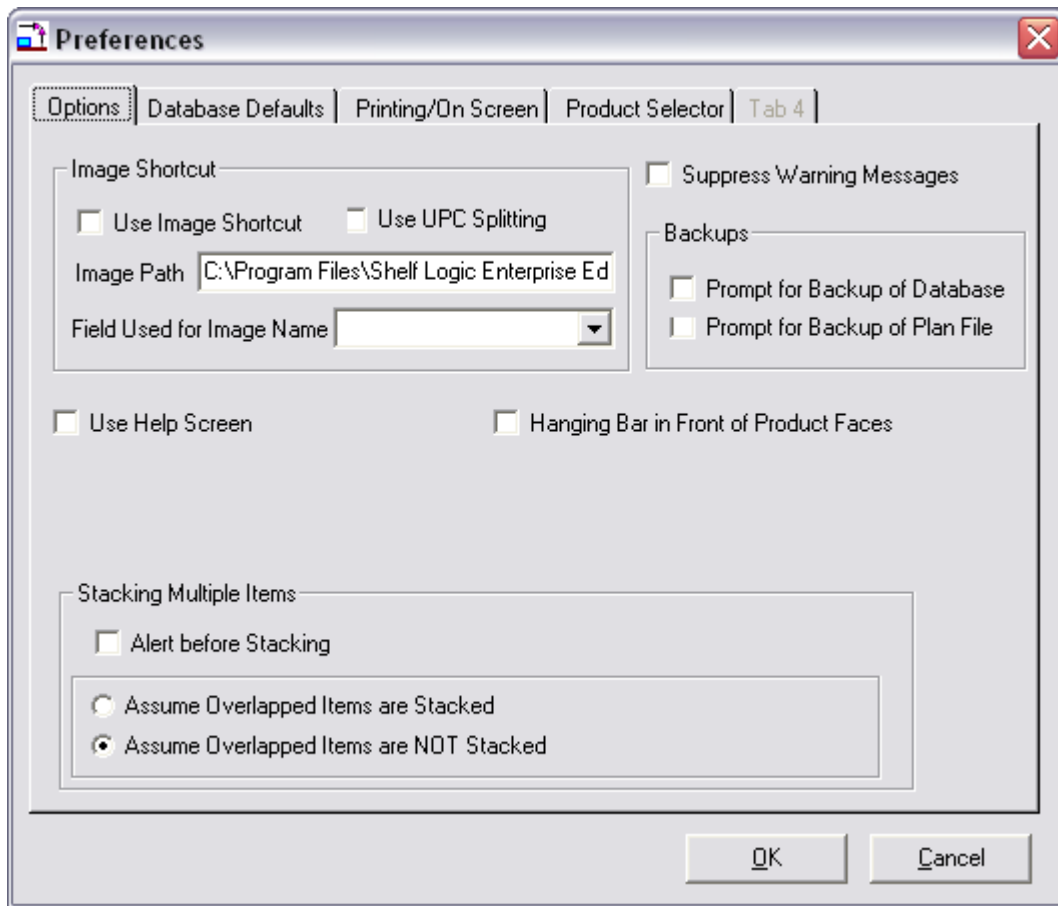 Preferences
Options Database Defaults Printing/On Screen Product Selector Tab 4
Image Shortcut
Use Image Shortcut Use UPC Splitting
Image Path C:\Program Files\Shelf Logic Enterprise Ed
Field Used for Image Name
Suppress Warning Messages
Backups
Prompt for Backup of Database
Prompt for Backup of Plan File
Use Help Screen
Hanging Bar in Front of Product Faces
Stacking Multiple Items
Alert before Stacking
Assume Overlapped Items are Stacked
Assume Overlapped Items are NOT Stacked
OK Cancel